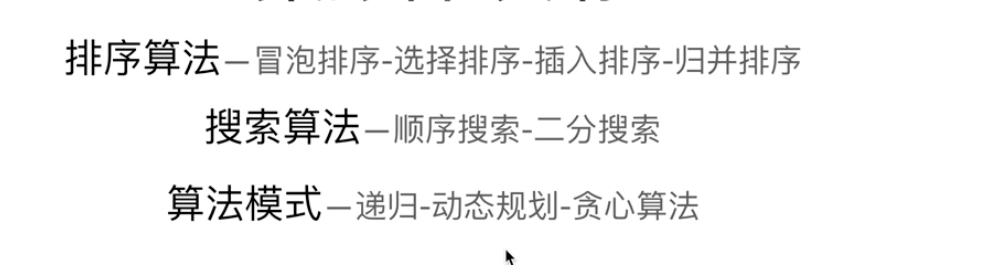 排序算法—冒泡排序-选择排序-插入排序-归并排序
搜索算法—顺序搜索-二分搜索
算法模式—递归-动态规划-贪心算法